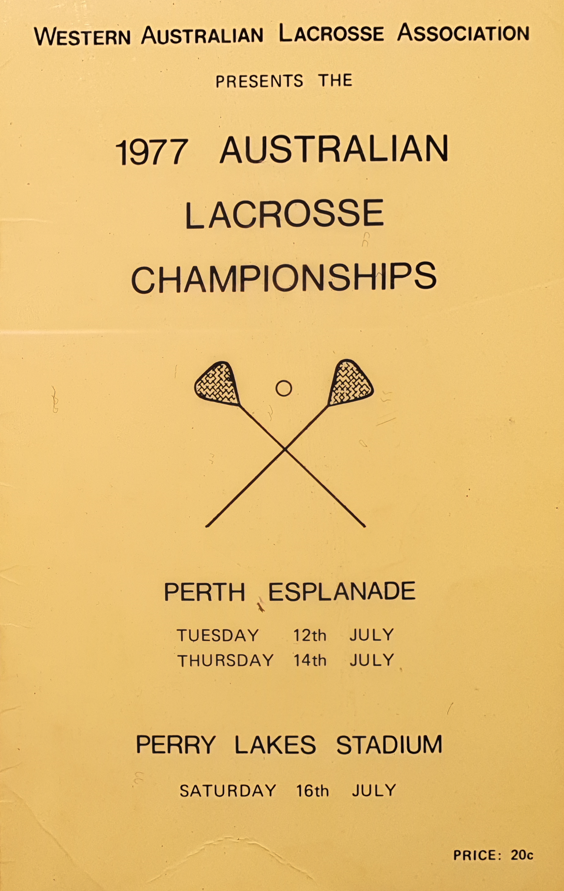 WESTERN AUSTRALIAN LACROSSE ASSOCIATION
PRESENTS THE
1977 AUSTRALIAN
LACROSSE
CHAMPIONSHIPS
PERTH ESPLANADE
TUESDAY 12th JULY
THURSDAY 14th JULY
PERRY LAKES STADIUM
SATURDAY 16th JULY
PRICE: 20c